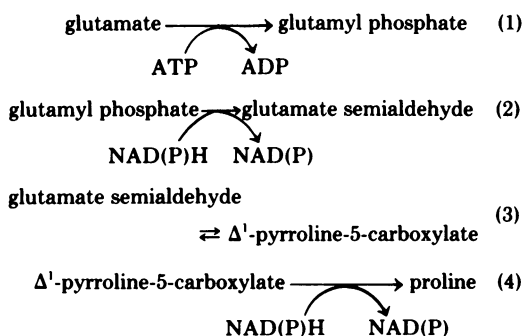 glutamate → glutamyl phosphate (1)
ATP ADP
glutamyl phosphate → glutamate semialdehyde (2)
NAD(P)H NAD(P)
glutamate semialdehyde
(3)
⇄ Δ¹-pyrroline-5-carboxylate
Δ¹-pyrroline-5-carboxylate → proline (4)
NAD(P)H NAD(P)